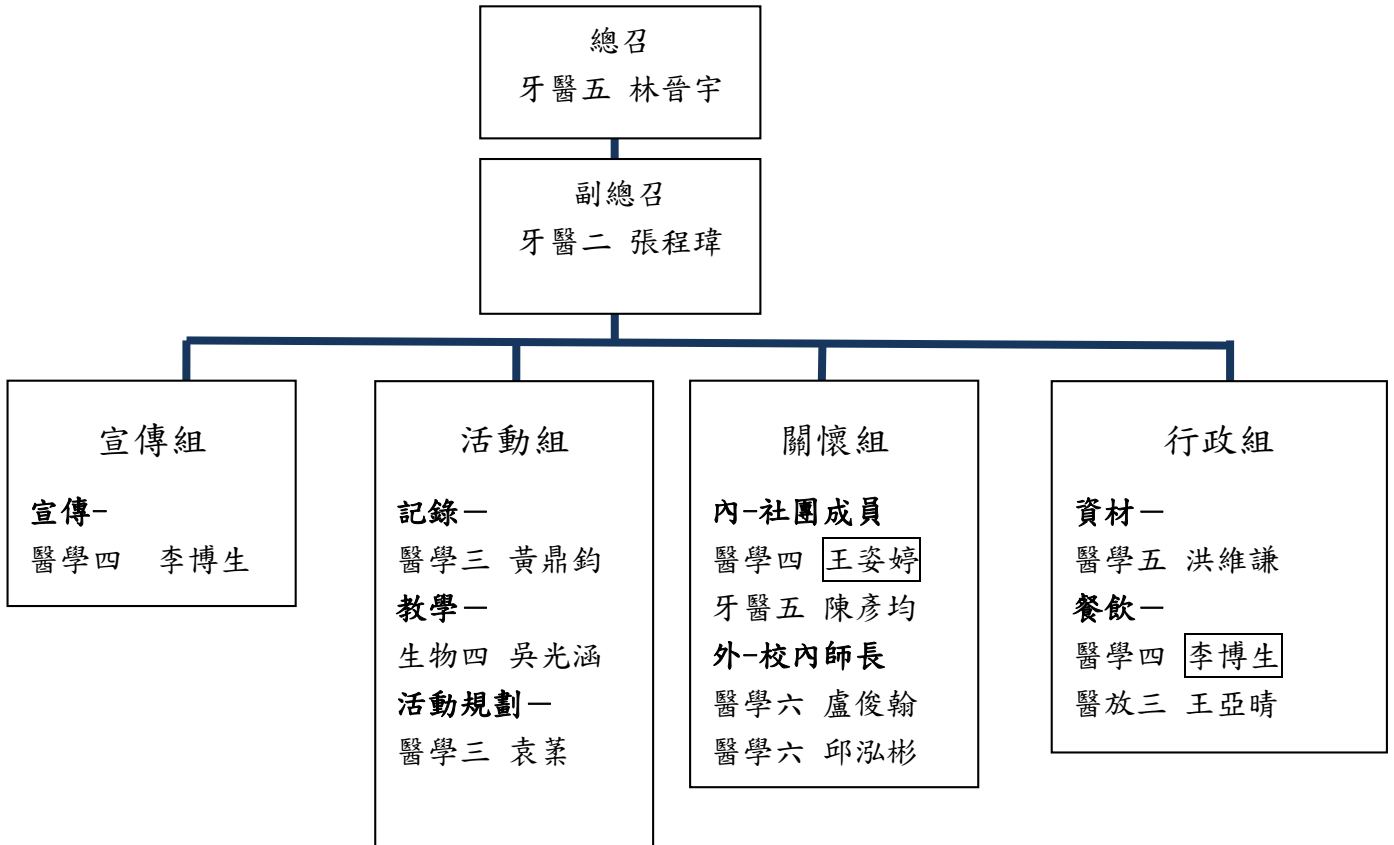 總召
牙醫五 林晉宇
副總召
牙醫二 張程瑋
宣傳組
宣傳-
醫學四 李博生
活動組
記錄－
醫學三 黃鼎鈞
教學－
生物四 吳光涵
活動規劃－
醫學三 袁葇
關懷組
內-社團成員
醫學四 王姿婷
牙醫五 陳彥均
外-校內師長
醫學六 盧俊翰
醫學六 邱泓彬
行政組
資材－
醫學五 洪維謙
餐飲－
醫學四 李博生
醫放三 王亞晴